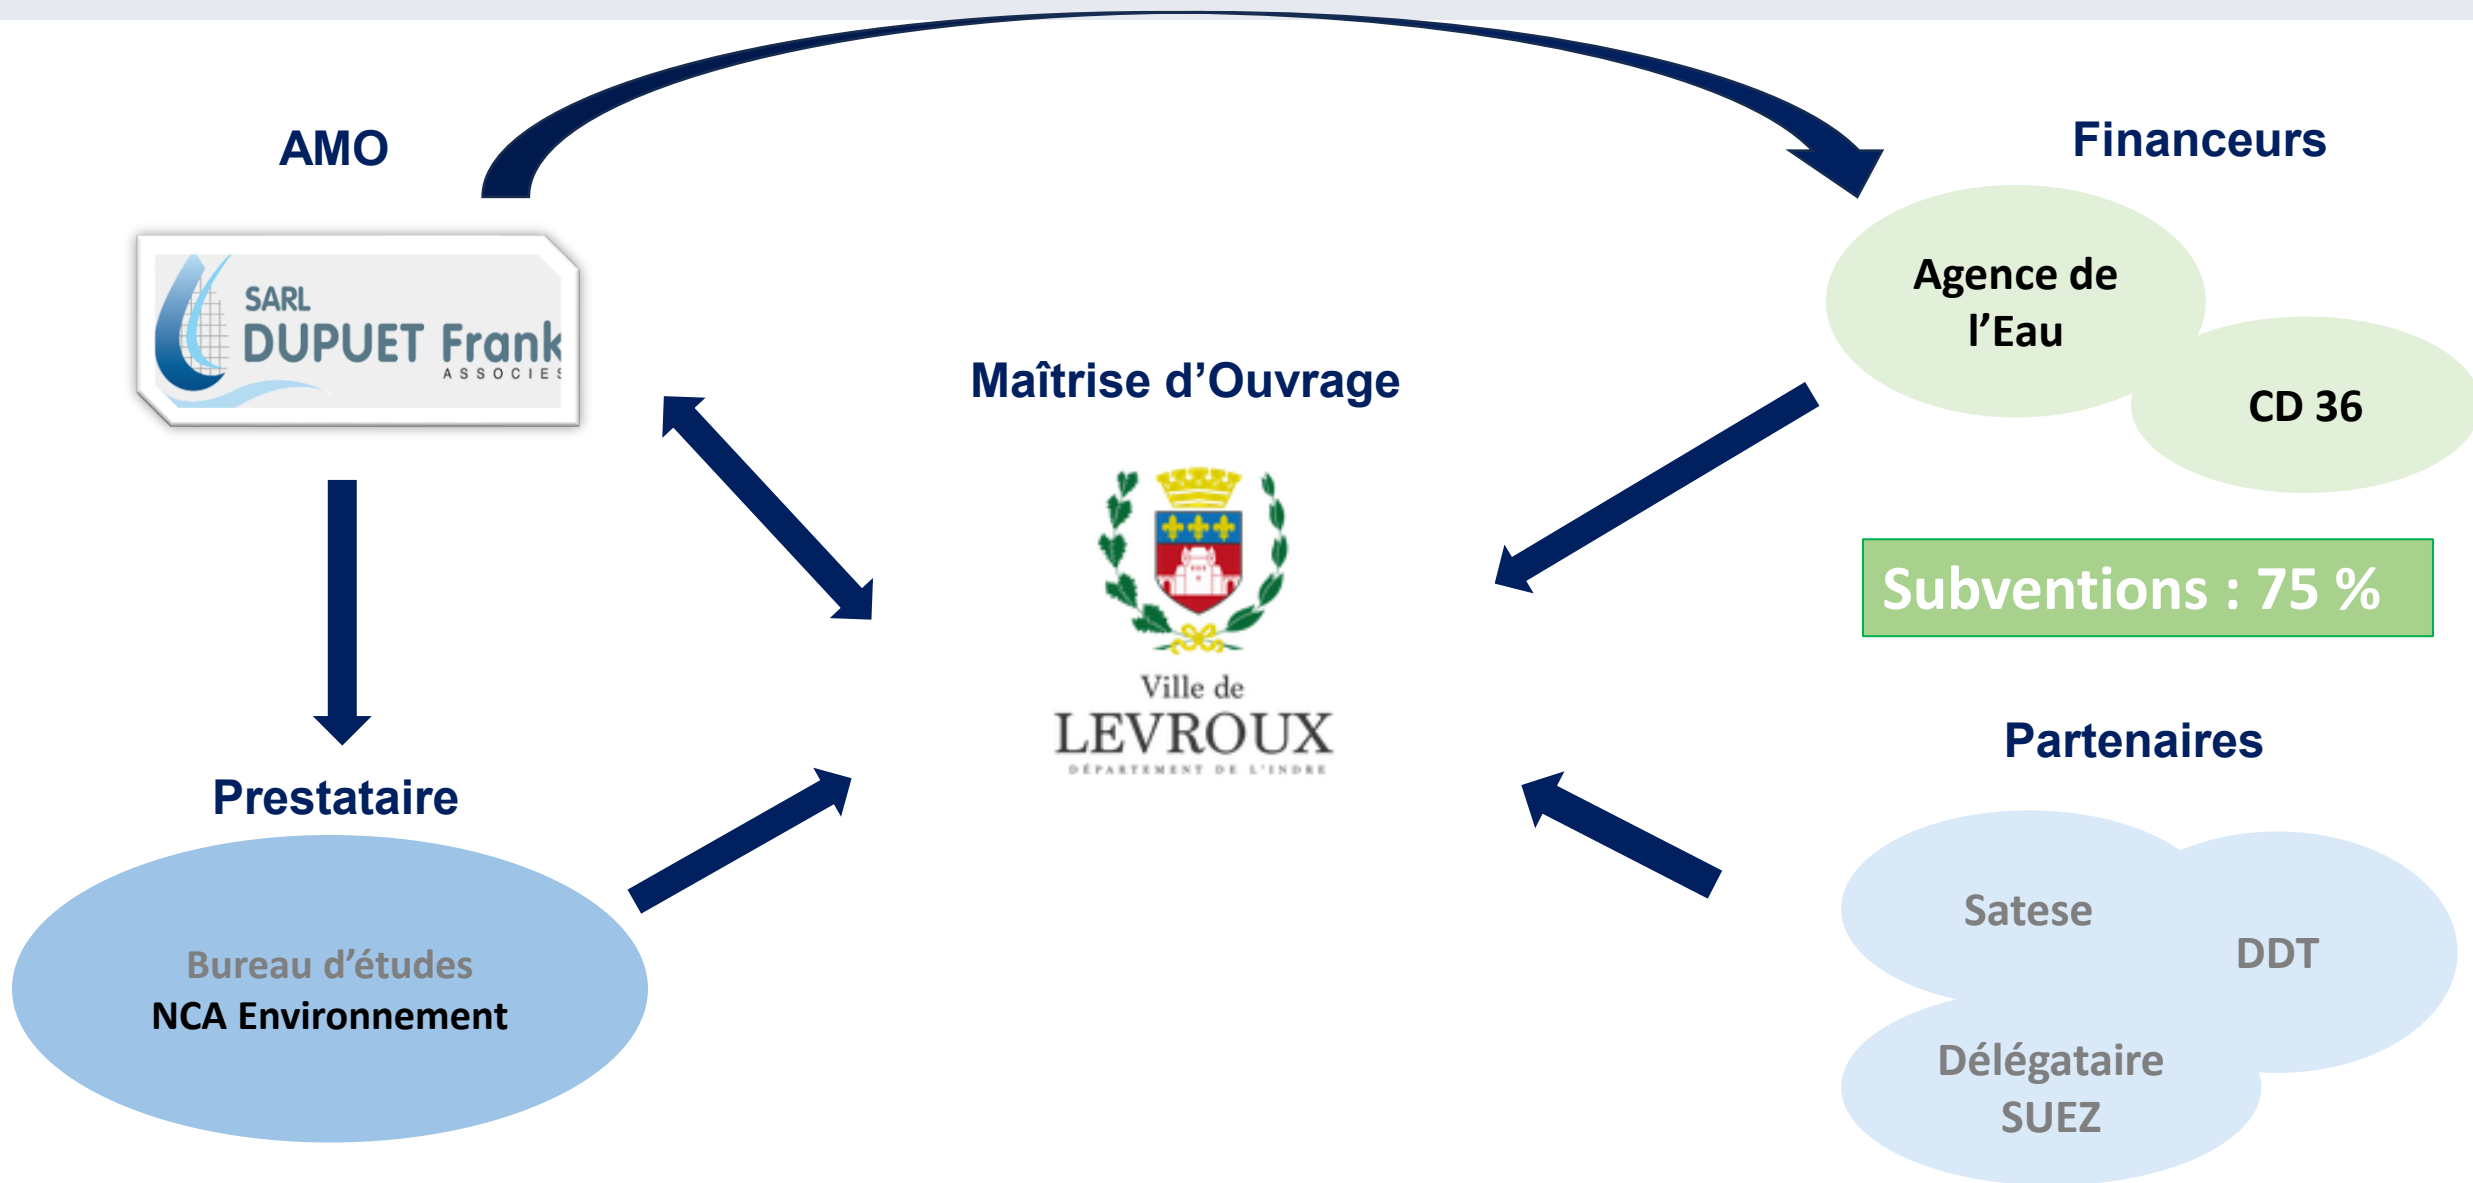 AMO
SARL
DUPUET Frank
ASSOCIES
Financeurs
Agence de
l’Eau
CD 36
Subventions : 75 %
Maîtrise d’Ouvrage
Ville de
LEVROUX
DÉPARTEMENT DE L'INDRE
Prestataire
Bureau d’études
NCA Environnement
Partenaires
Satese
DDT
Délégataire
SUEZ